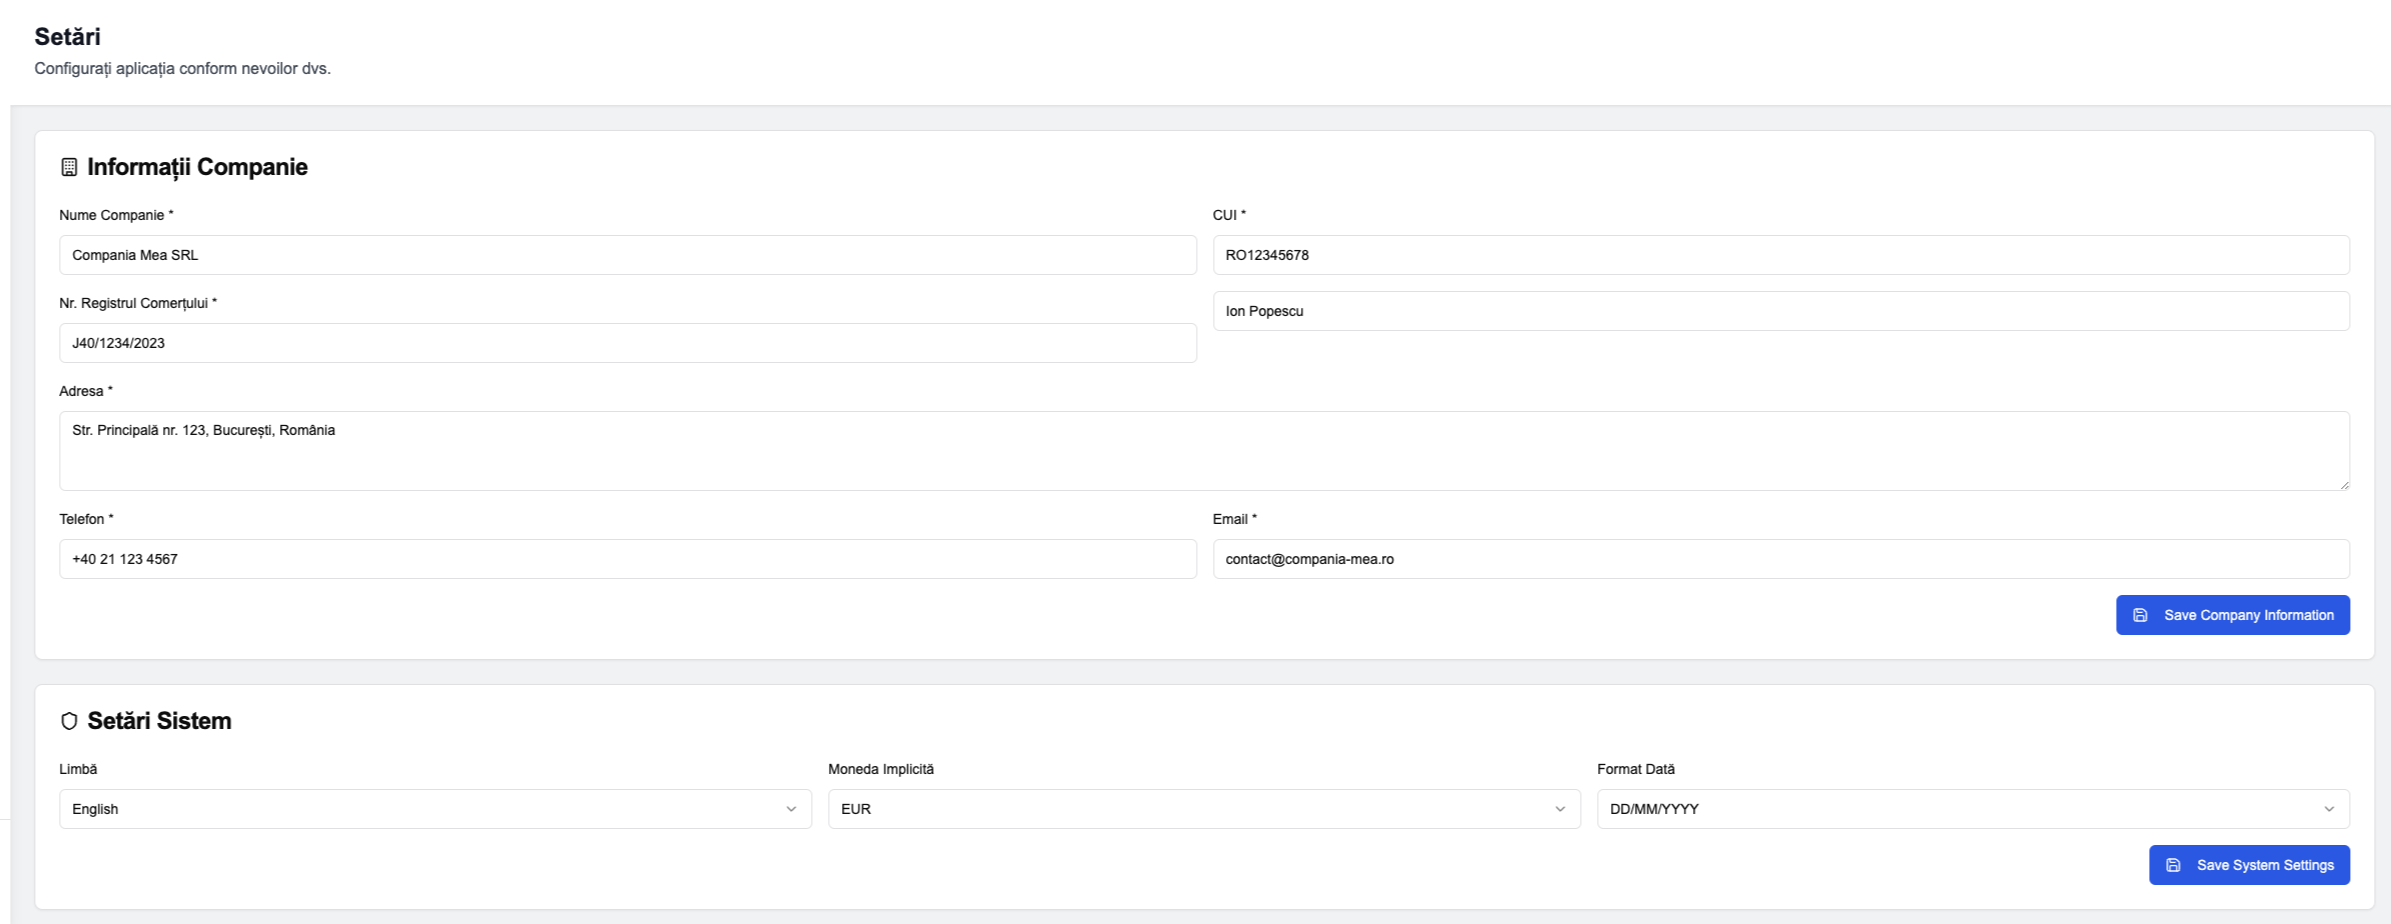 Setări
Configurați aplicația conform nevoilor dvs.
Informații Companie
Nume Companie *
Compania Mea SRL
CUI *
RO12345678
Nr. Registrul Comerțului *
J40/1234/2023
Ion Popescu
Adresa *
Str. Principală nr. 123, București, România
Telefon *
+40 21 123 4567
Email *
contact@compania-mea.ro
Save Company Information
Setări Sistem
Limbă
English
Moneda Implicită
EUR
Format Dată
DD/MM/YYYY
Save System Settings